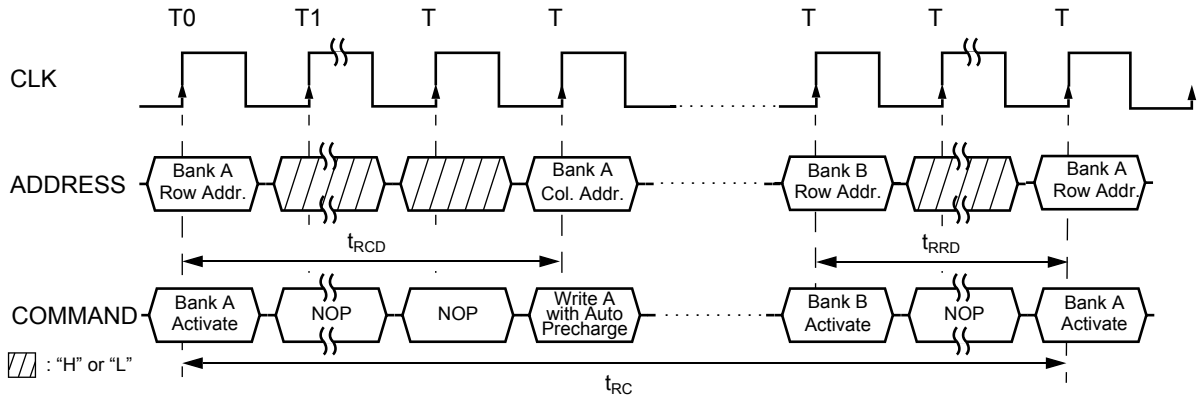 T0 T1 T T T T T
CLK
ADDRESS
Bank A
Row Addr.
Bank A
Col. Addr.
Bank B
Row Addr.
Bank A
Row Addr.
tRCD
tRRD
COMMAND
Bank A
Activate
NOP
NOP
Write A
with Auto
Precharge
Bank B
Activate
NOP
Bank A
Activate
: “H” or “L”
tRC